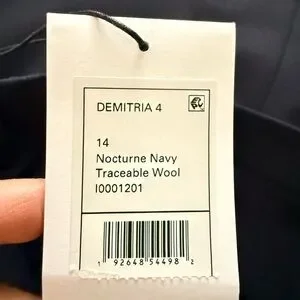 DEMITRIA 4
14
Nocturne Navy
Traceable Wool
I0001201
1 92648 54498 2